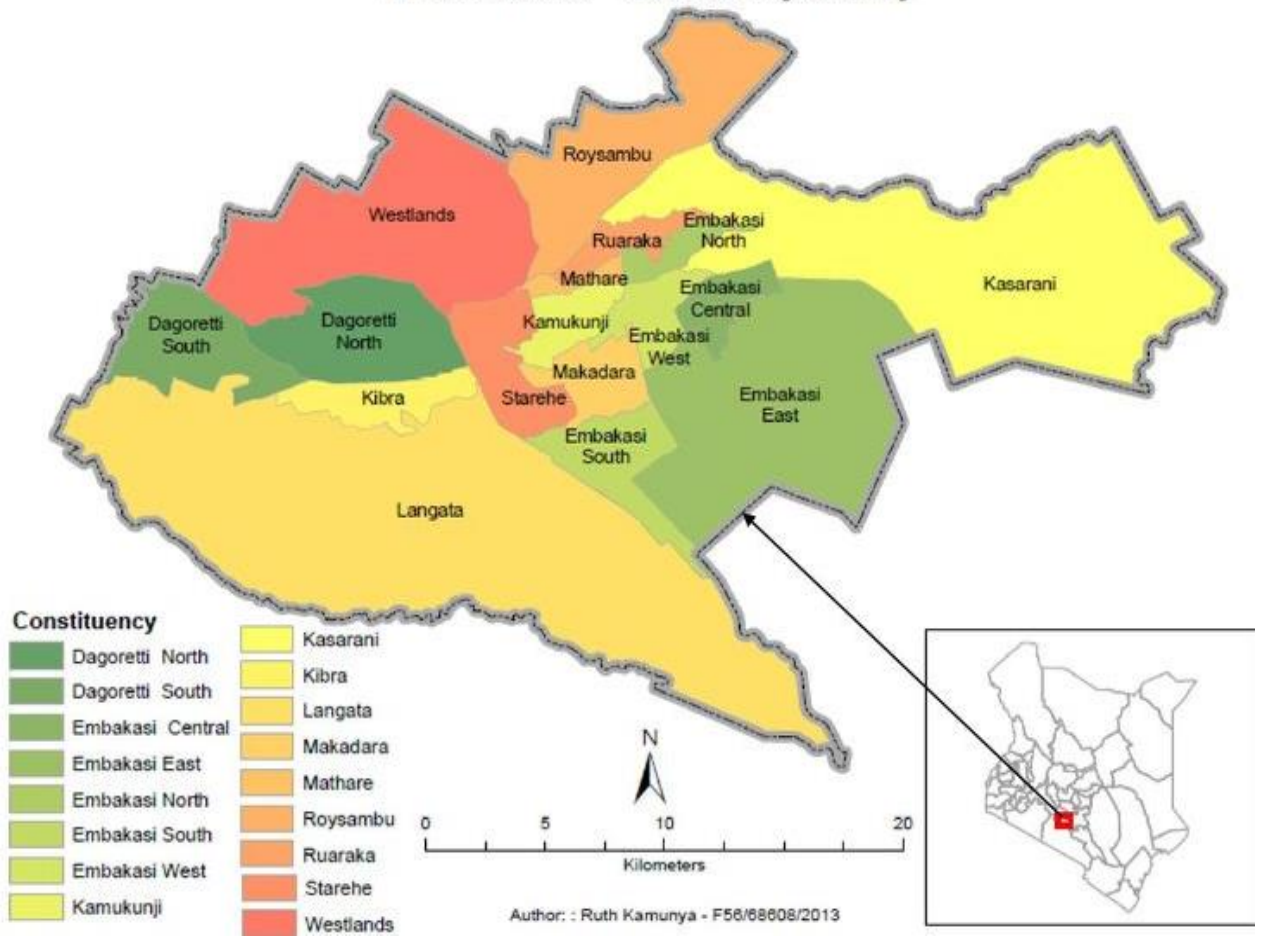 Roysambu
Westlands
Embakasi
North
Ruaraka
Mathare
Kasarani
Embakasi
Central
Dagoretti
South
Dagoretti
North
Kamukunji
Embakasi
West
Makadara
Kibra
Starehe
Embakasi
East
Embakasi
South
Langata
Constituency
Dagoretti North
Dagoretti South
Embakasi Central
Embakasi East
Embakasi North
Embakasi South
Embakasi West
Kamukunji
Kasarani
Kibra
Langata
Makadara
Mathare
Roysambu
Ruaraka
Starehe
Westlands
N
0 5 10 20
Kilometers
Author: : Ruth Kamunya - F56/68608/2013